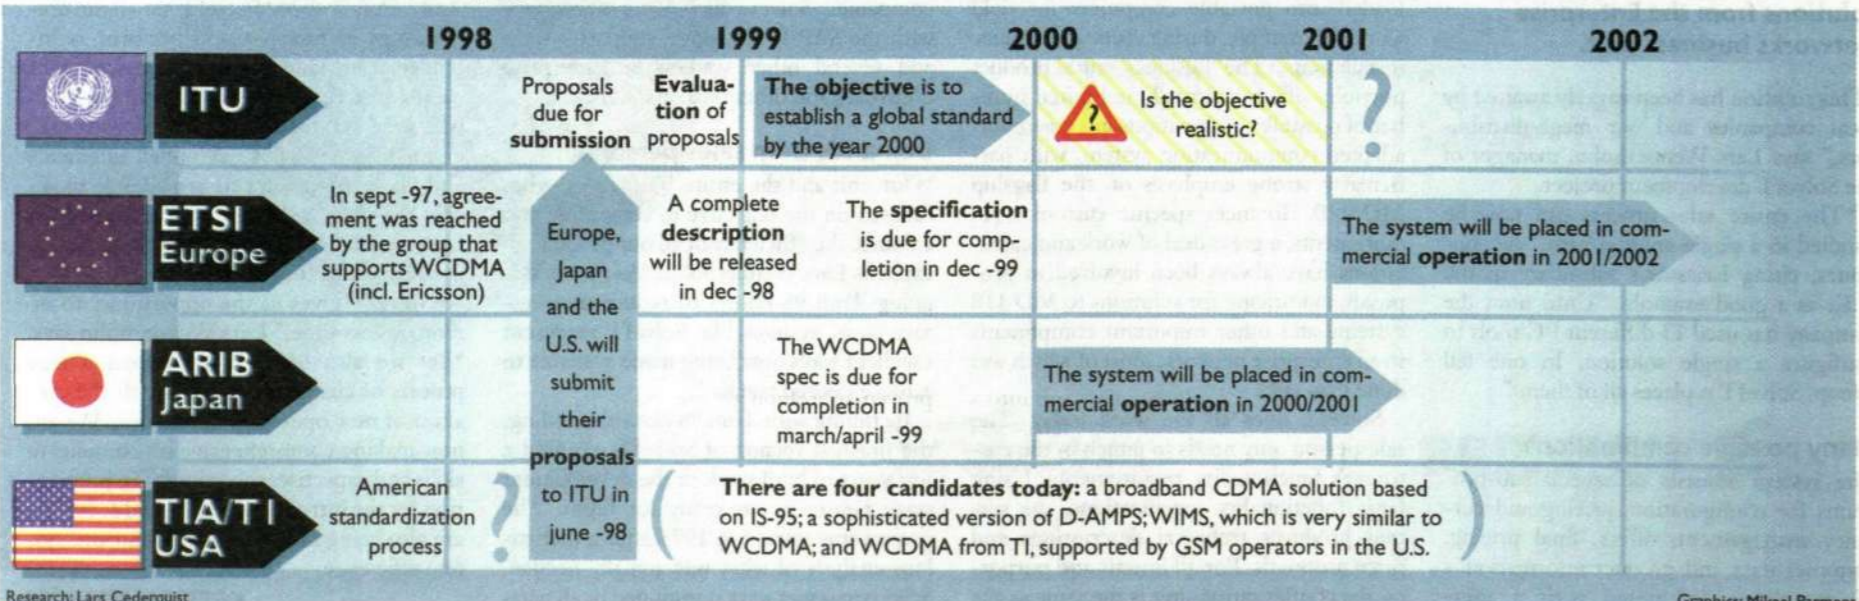 1998
1999
2000
2001
2002
ITU
Proposals
due for
submission
Evalua-
tion of
proposals
The objective is to
establish a global standard
by the year 2000
?
Is the objective
realistic?
?
ETSI
Europe
In sept -97, agree-
ment was reached
by the group that
supports WCDMA
(incl. Ericsson)
Europe,
Japan
and the
U.S. will
submit
their
proposals
to ITU in
june -98
A complete
description
will be released
in dec -98
The specification
is due for comp-
letion in dec -99
The system will be placed in com-
mercial operation in 2001/2002
ARIB
Japan
The WCDMA
spec is due for
completion in
march/april -99
The system will be placed in com-
mercial operation in 2000/2001
TIA/TI
USA
American
standardization
process
?
( There are four candidates today: a broadband CDMA solution based
on IS-95; a sophisticated version of D-AMPS; WIMS, which is very similar to
WCDMA; and WCDMA from TI, supported by GSM operators in the U.S. )
Research: Lars Cederquist
Graphics: Mikael